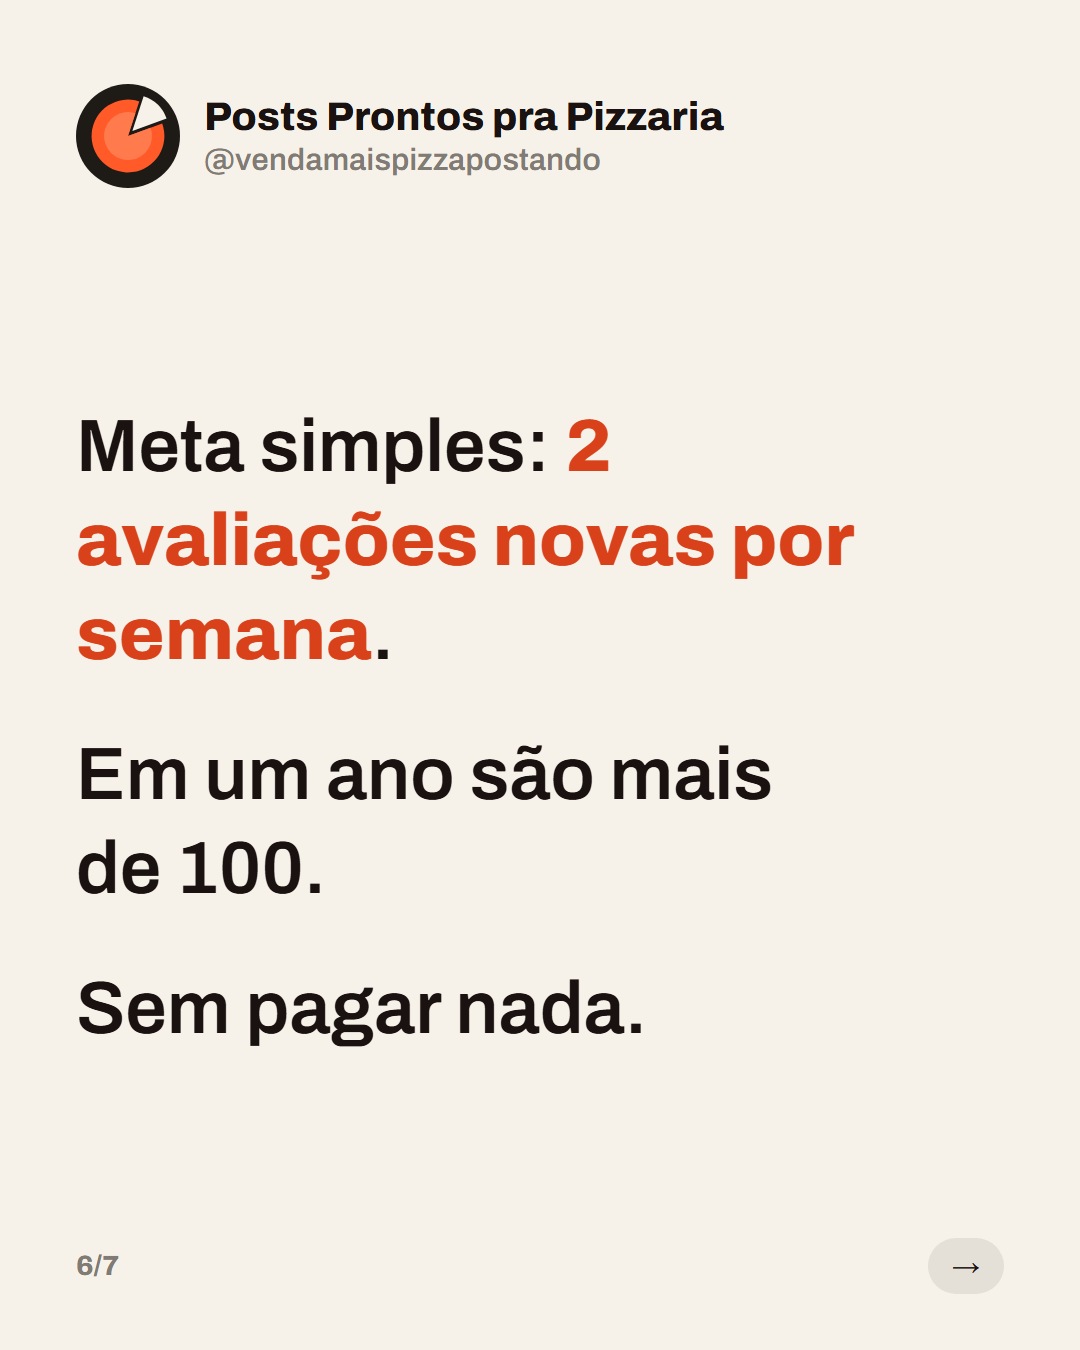 Posts Prontos pra Pizzaria
@vendamaispizzapostando
Meta simples: 2
avaliações novas por
semana.
Em um ano são mais
de 100.
Sem pagar nada.
6/7
→